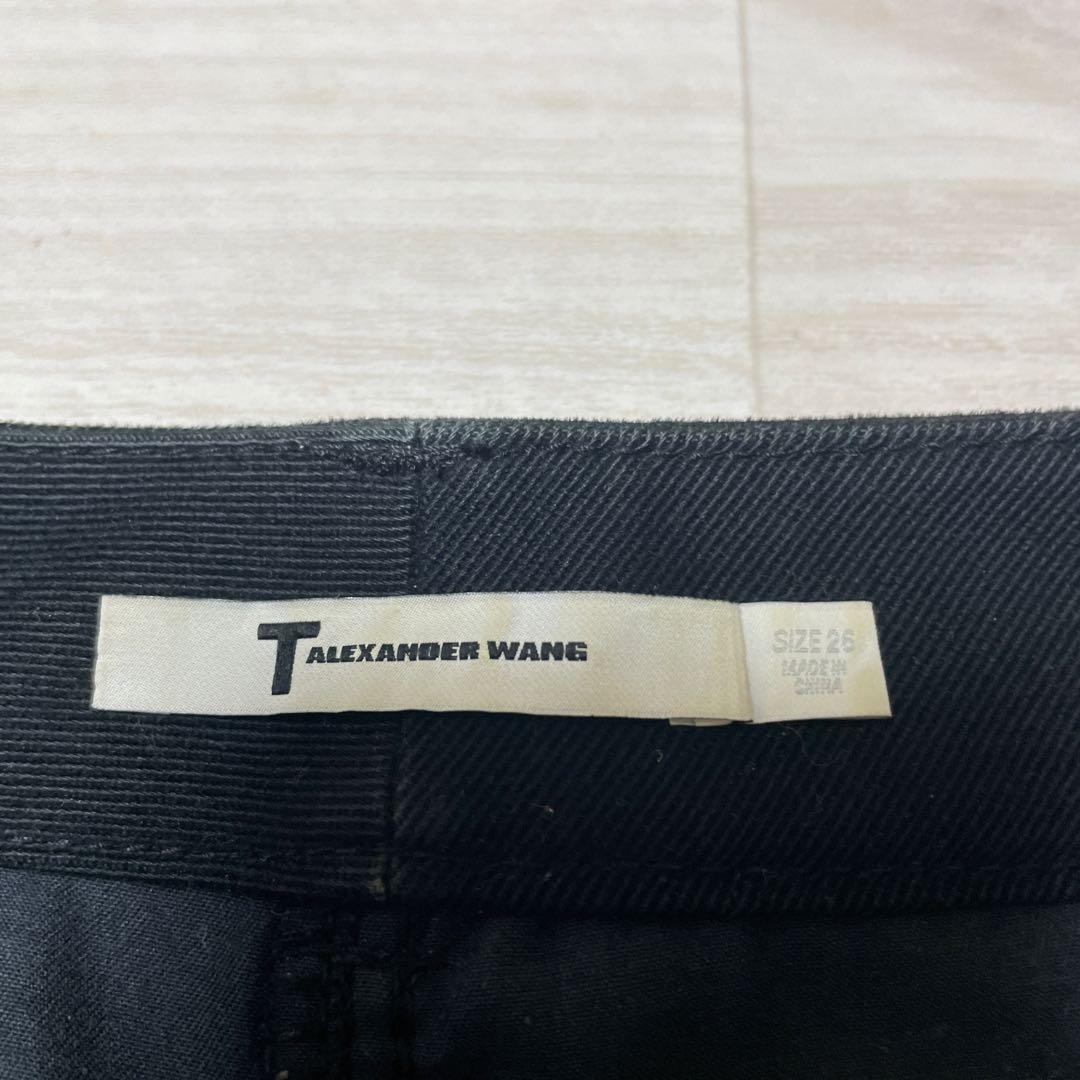 T ALEXANDER WANG
SIZE 26
MADE IN
CHINA